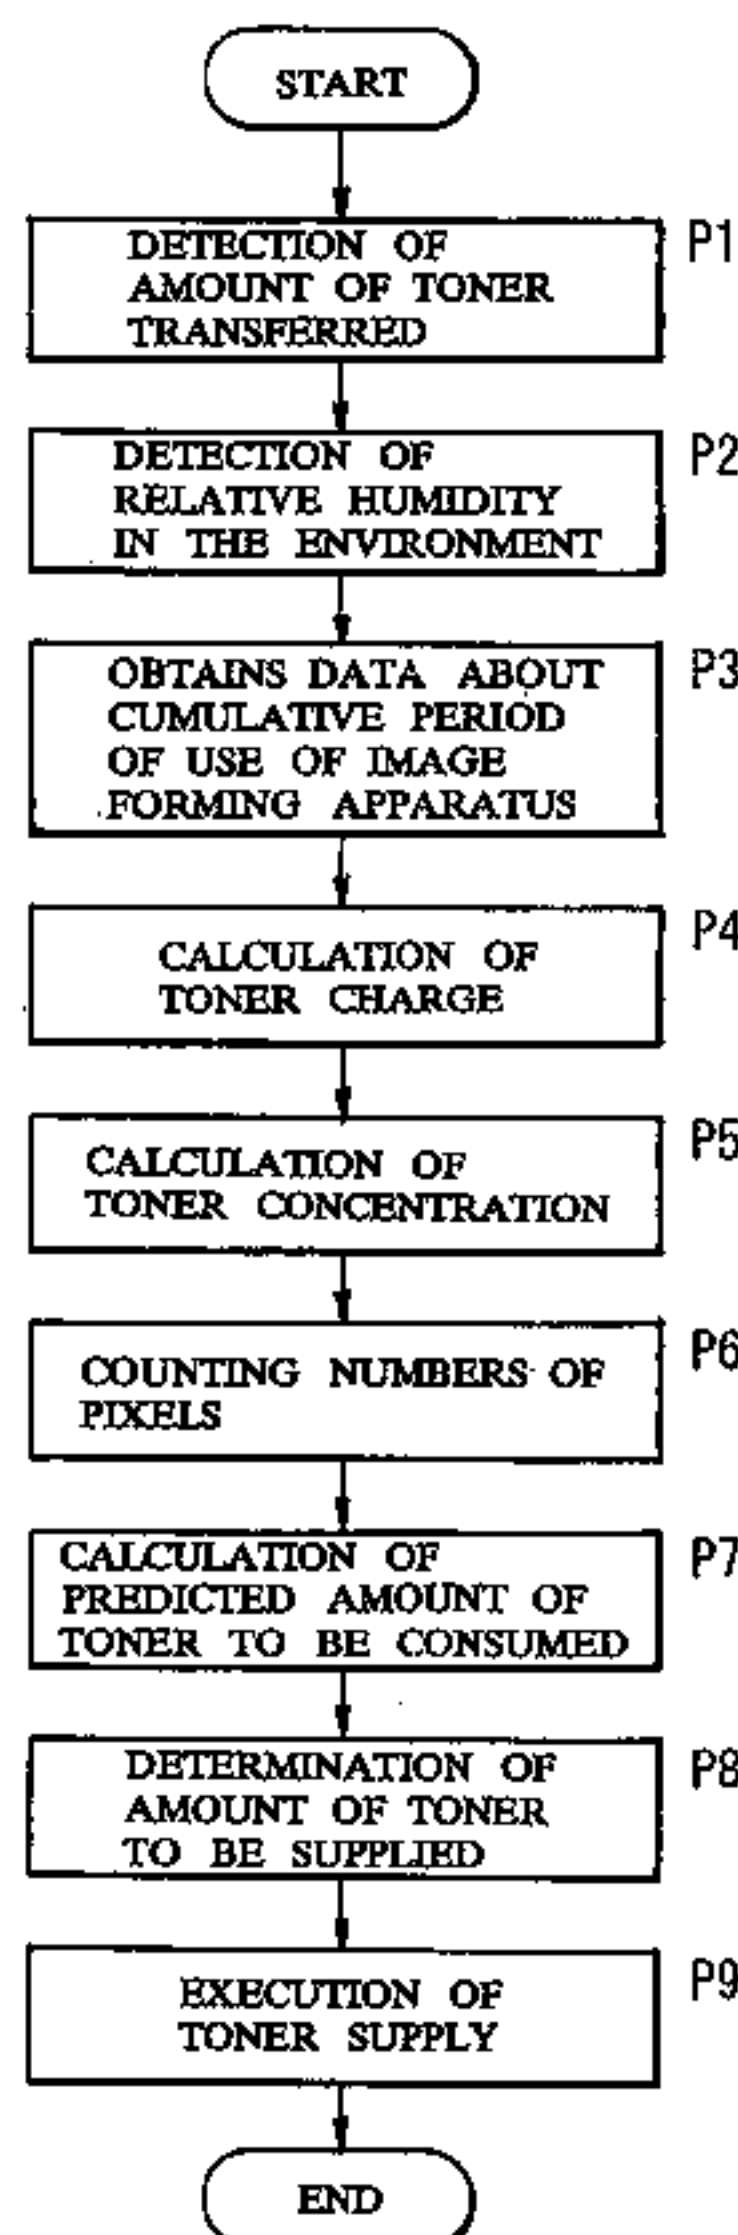 START
P1
DETECTION OF
AMOUNT OF TONER
TRANSFERRED
P2
DETECTION OF
RELATIVE HUMIDITY
IN THE ENVIRONMENT
P3
OBTAINS DATA ABOUT
CUMULATIVE PERIOD
OF USE OF IMAGE
FORMING APPARATUS
P4
CALCULATION OF
TONER CHARGE
P5
CALCULATION OF
TONER CONCENTRATION
P6
COUNTING NUMBERS OF
PIXELS
P7
CALCULATION OF
PREDICTED AMOUNT OF
TONER TO BE CONSUMED
P8
DETERMINATION OF
AMOUNT OF TONER
TO BE SUPPLIED
P9
EXECUTION OF
TONER SUPPLY
END